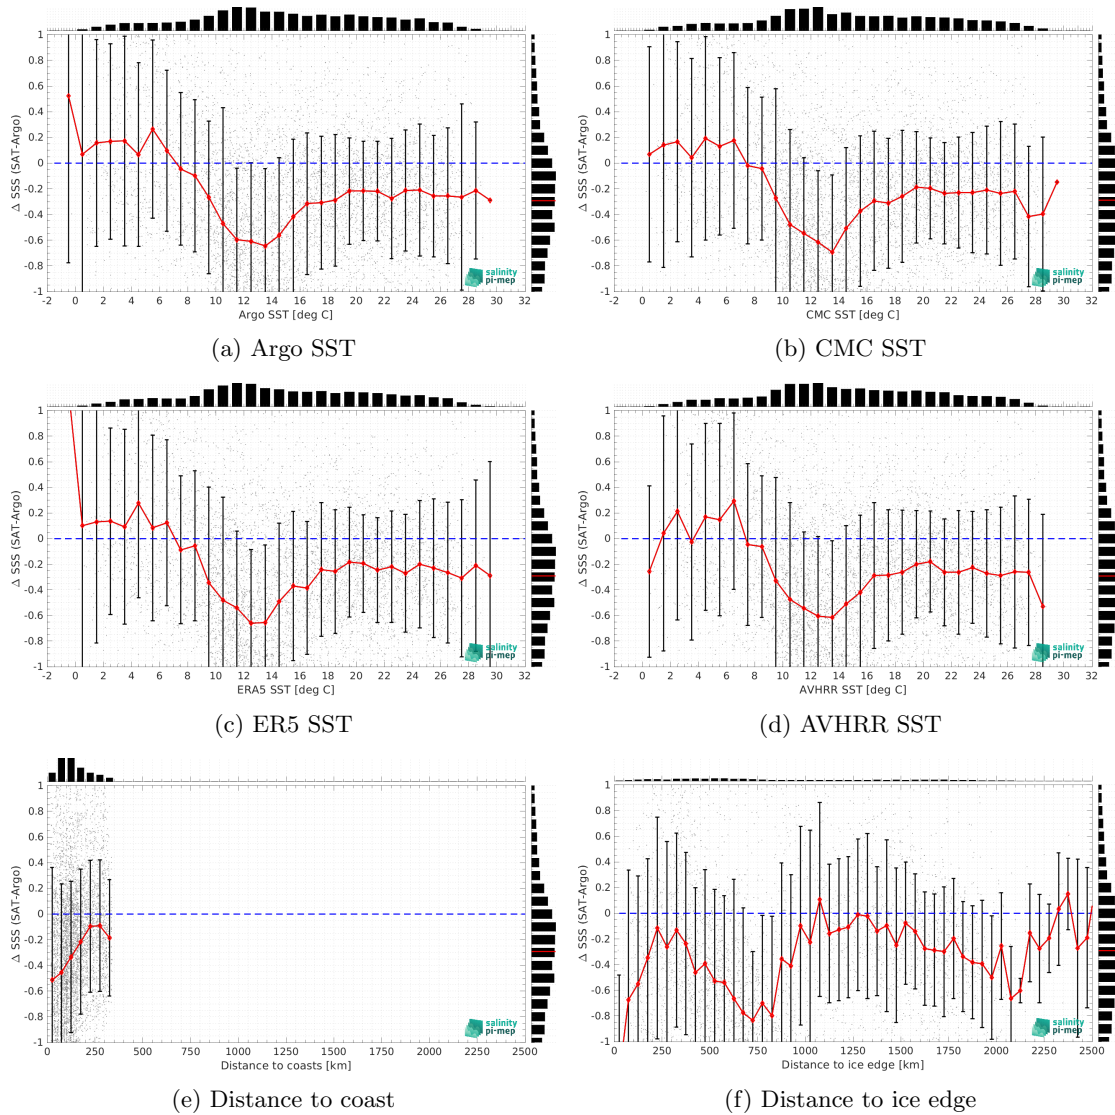 1
0.8
0.6
0.4
0.2
0
-0.2
-0.4
-0.6
-0.8
-1
Δ SSS (SAT-Argo)
salinity
pi-mep
-2 0 2 4 6 8 10 12 14 16 18 20 22 24 26 28 30 32
Argo SST [deg C]
(a) Argo SST
1
0.8
0.6
0.4
0.2
0
-0.2
-0.4
-0.6
-0.8
-1
Δ SSS (SAT-Argo)
salinity
pi-mep
-2 0 2 4 6 8 10 12 14 16 18 20 22 24 26 28 30 32
CMC SST [deg C]
(b) CMC SST
1
0.8
0.6
0.4
0.2
0
-0.2
-0.4
-0.6
-0.8
-1
Δ SSS (SAT-Argo)
salinity
pi-mep
-2 0 2 4 6 8 10 12 14 16 18 20 22 24 26 28 30 32
ERA5 SST [deg C]
(c) ER5 SST
1
0.8
0.6
0.4
0.2
0
-0.2
-0.4
-0.6
-0.8
-1
Δ SSS (SAT-Argo)
salinity
pi-mep
-2 0 2 4 6 8 10 12 14 16 18 20 22 24 26 28 30 32
AVHRR SST [deg C]
(d) AVHRR SST
1
0.8
0.6
0.4
0.2
0
-0.2
-0.4
-0.6
-0.8
-1
Δ SSS (SAT-Argo)
salinity
pi-mep
0 250 500 750 1000 1250 1500 1750 2000 2250 2500
Distance to coasts [km]
(e) Distance to coast
1
0.8
0.6
0.4
0.2
0
-0.2
-0.4
-0.6
-0.8
-1
Δ SSS (SAT-Argo)
salinity
pi-mep
0 250 500 750 1000 1250 1500 1750 2000 2250 2500
Distance to ice edge [km]
(f) Distance to ice edge